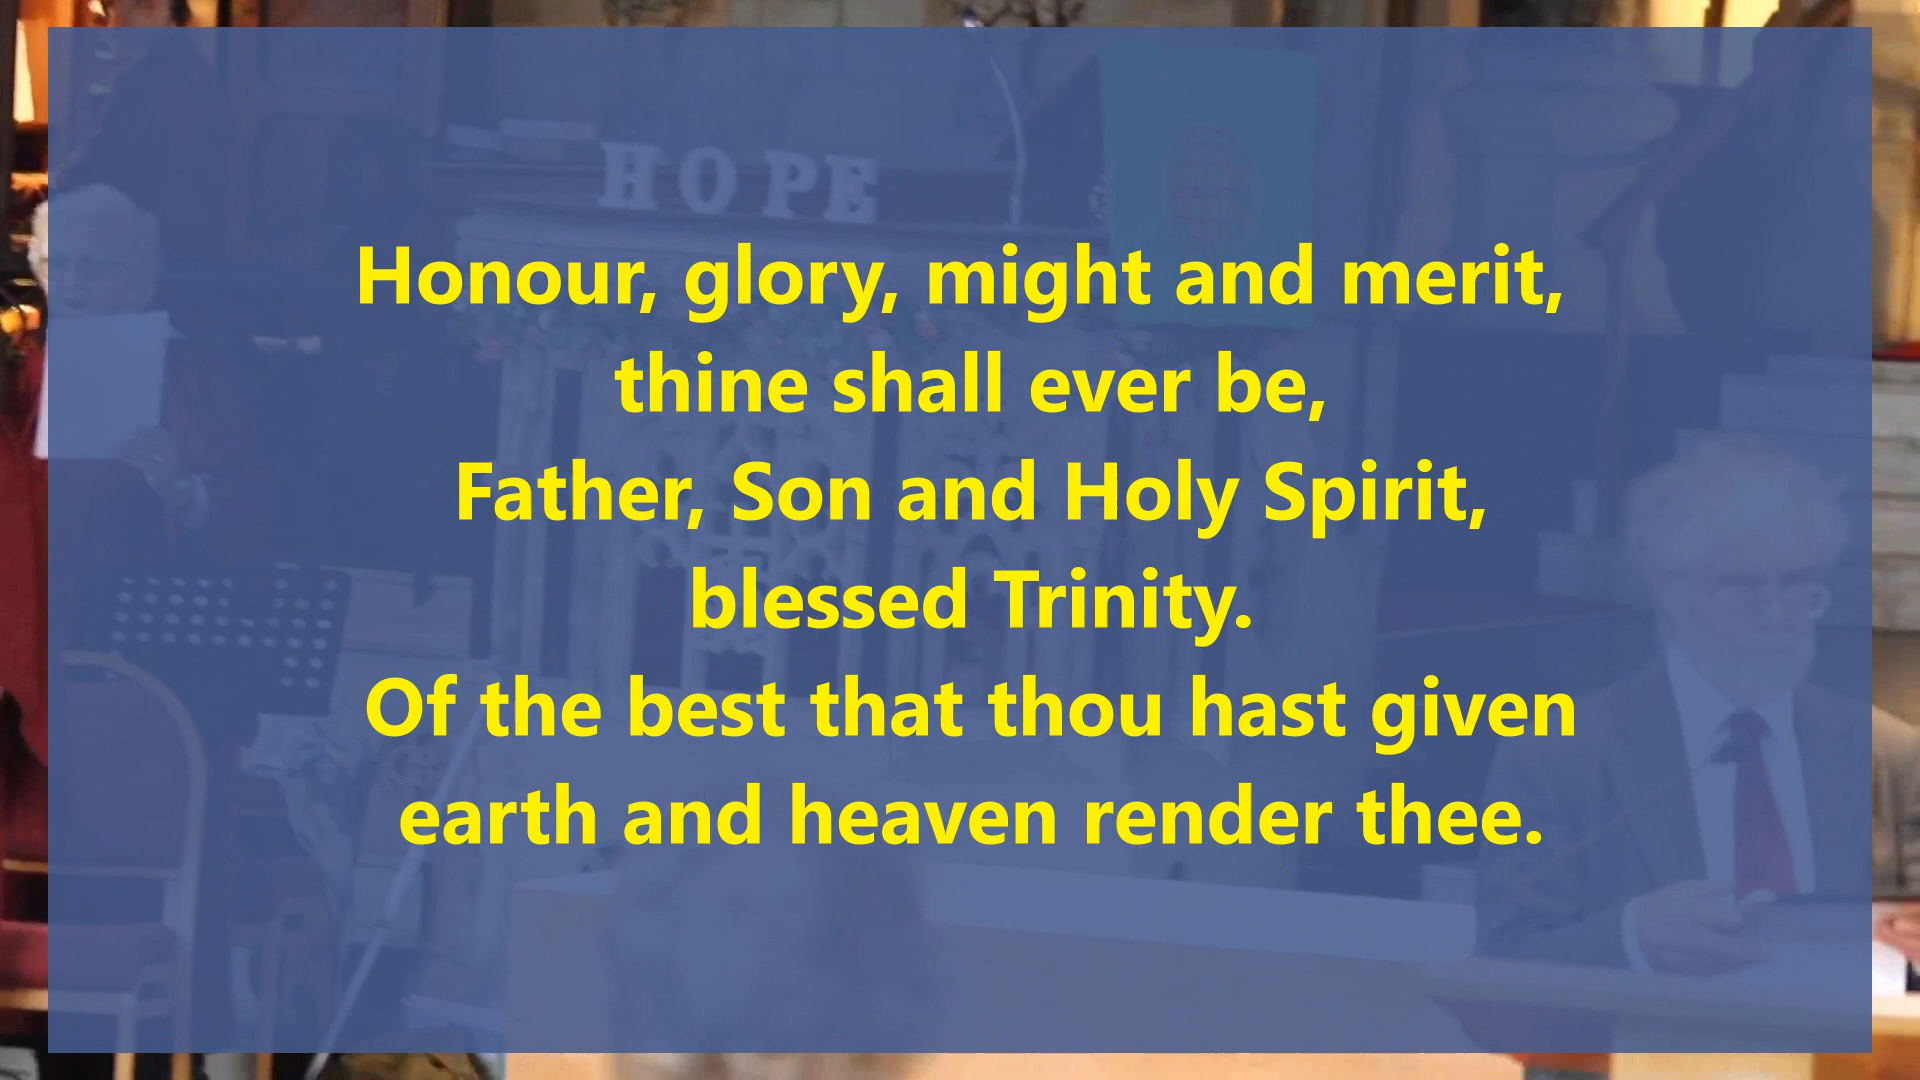 HOPE
Honour, glory, might and merit,
thine shall ever be,
Father, Son and Holy Spirit,
blessed Trinity.
Of the best that thou hast given
earth and heaven render thee.